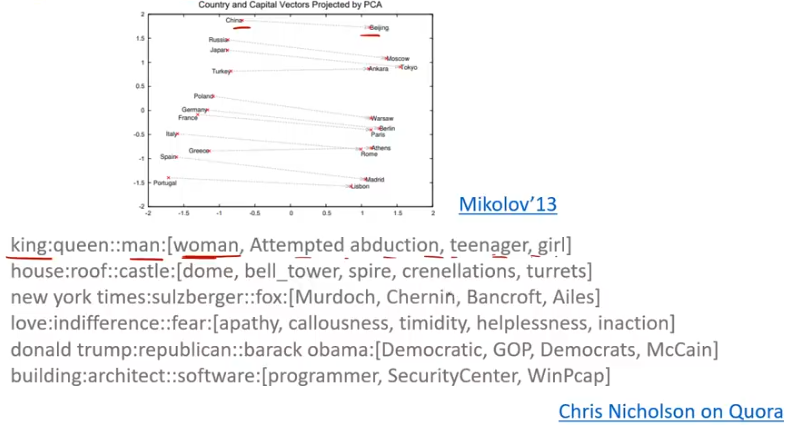 Country and Capital Vectors Projected by PCA
2
1.5
1
0.5
0
-0.5
-1
-1.5
-2
-2
-1.5
-1
-0.5
0
0.5
1
1.5
2
China
Beijing
Russia
Japan
Moscow
Tokyo
Ankara
Turkey
Poland
Germany
France
Warsaw
Berlin
Paris
Italy
Greece
Athens
Rome
Spain
Madrid
Portugal
Lisbon
Mikolov’13
king:queen::man:[woman, Attempted abduction, teenager, girl]
house:roof::castle:[dome, bell_tower, spire, crenellations, turrets]
new york times:sulzberger::fox:[Murdoch, Chernin, Bancroft, Ailes]
love:indifference::fear:[apathy, callousness, timidity, helplessness, inaction]
donald trump:republican::barack obama:[Democratic, GOP, Democrats, McCain]
building:architect::software:[programmer, SecurityCenter, WinPcap]
Chris Nicholson on Quora